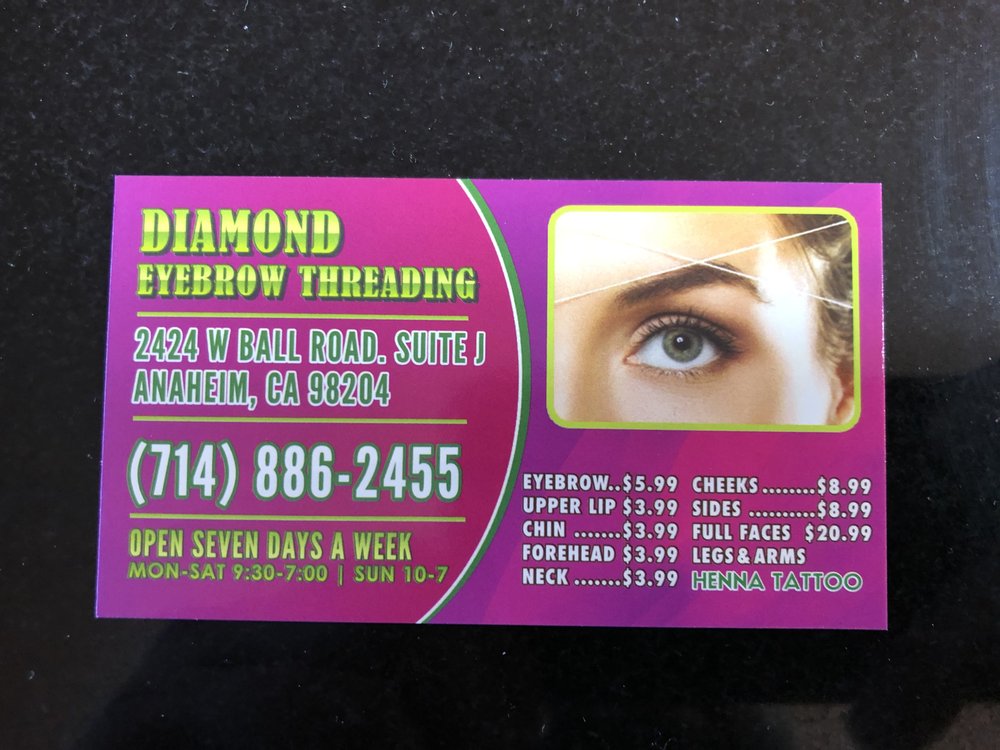 DIAMOND
EYEBROW THREADING
2424 W BALL ROAD. SUITE J
ANAHEIM, CA 98204
(714) 886-2455
OPEN SEVEN DAYS A WEEK
MON-SAT 9:30-7:00 | SUN 10-7
EYEBROW..$5.99
UPPER LIP $3.99
CHIN .......$3.99
FOREHEAD $3.99
NECK .......$3.99
CHEEKS ........$8.99
SIDES ..........$8.99
FULL FACES $20.99
LEGS & ARMS
HENNA TATTOO